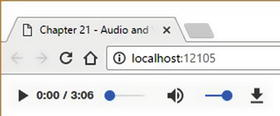 Chapter 21 - Audio and
localhost:12105
0:00 / 3:06